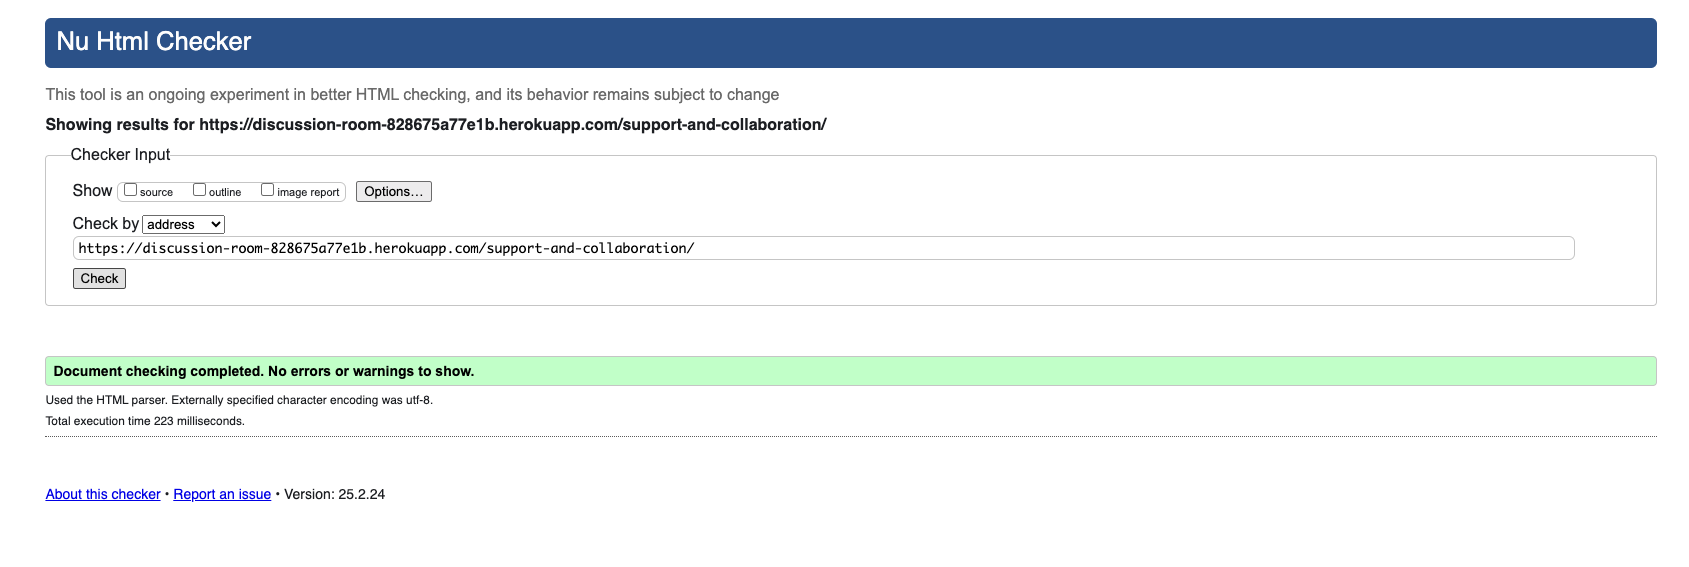 Nu Html Checker
This tool is an ongoing experiment in better HTML checking, and its behavior remains subject to change
Showing results for https://discussion-room-828675a77e1b.herokuapp.com/support-and-collaboration/
Checker Input
Show source outline image report Options…
Check by address
https://discussion-room-828675a77e1b.herokuapp.com/support-and-collaboration/
Check
Document checking completed. No errors or warnings to show.
Used the HTML parser. Externally specified character encoding was utf-8.
Total execution time 223 milliseconds.
About this checker • Report an issue • Version: 25.2.24